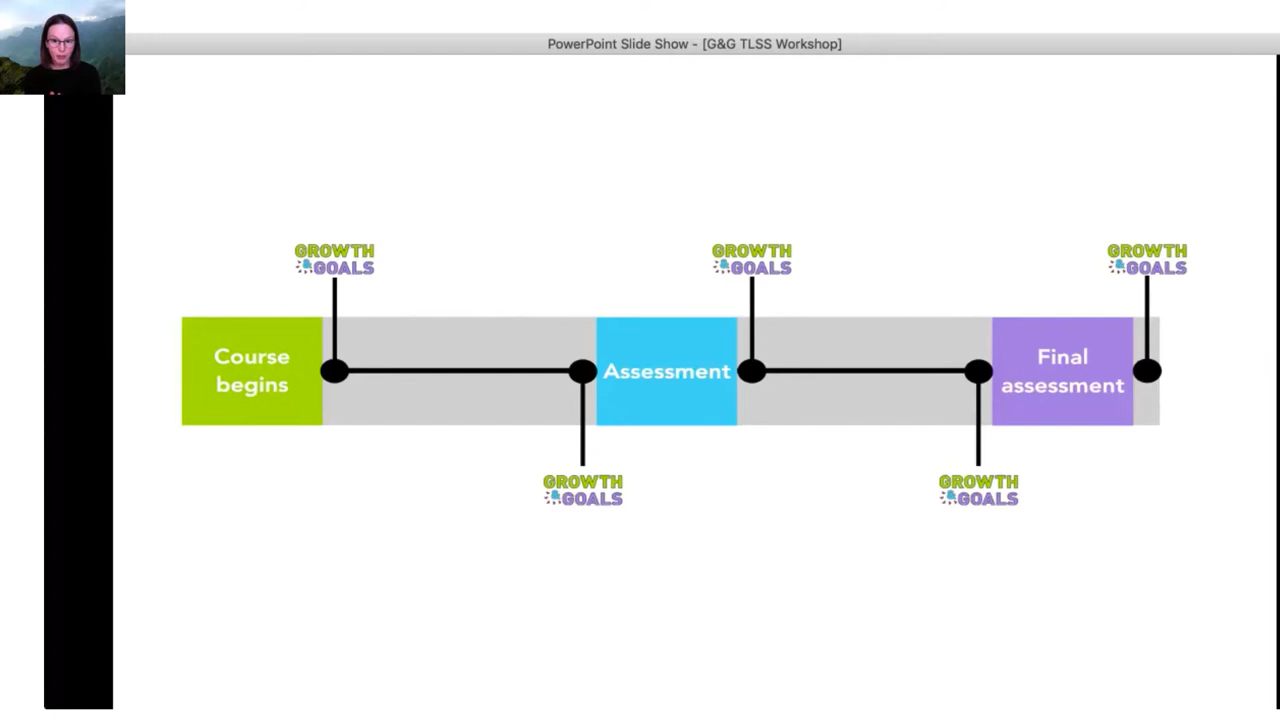 PowerPoint Slide Show - [G&G TLSS Workshop]
GROWTH
GOALS
GROWTH
GOALS
GROWTH
GOALS
Course
begins
Assessment
Final
assessment
GROWTH
GOALS
GROWTH
GOALS